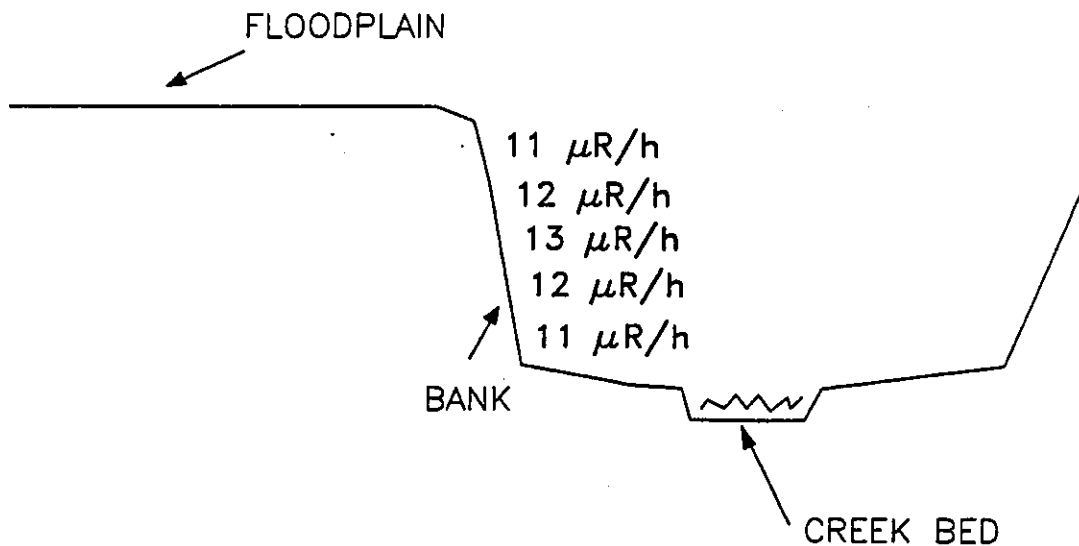 FLOODPLAIN
11 μR/h
12 μR/h
13 μR/h
12 μR/h
11 μR/h
BANK
CREEK BED